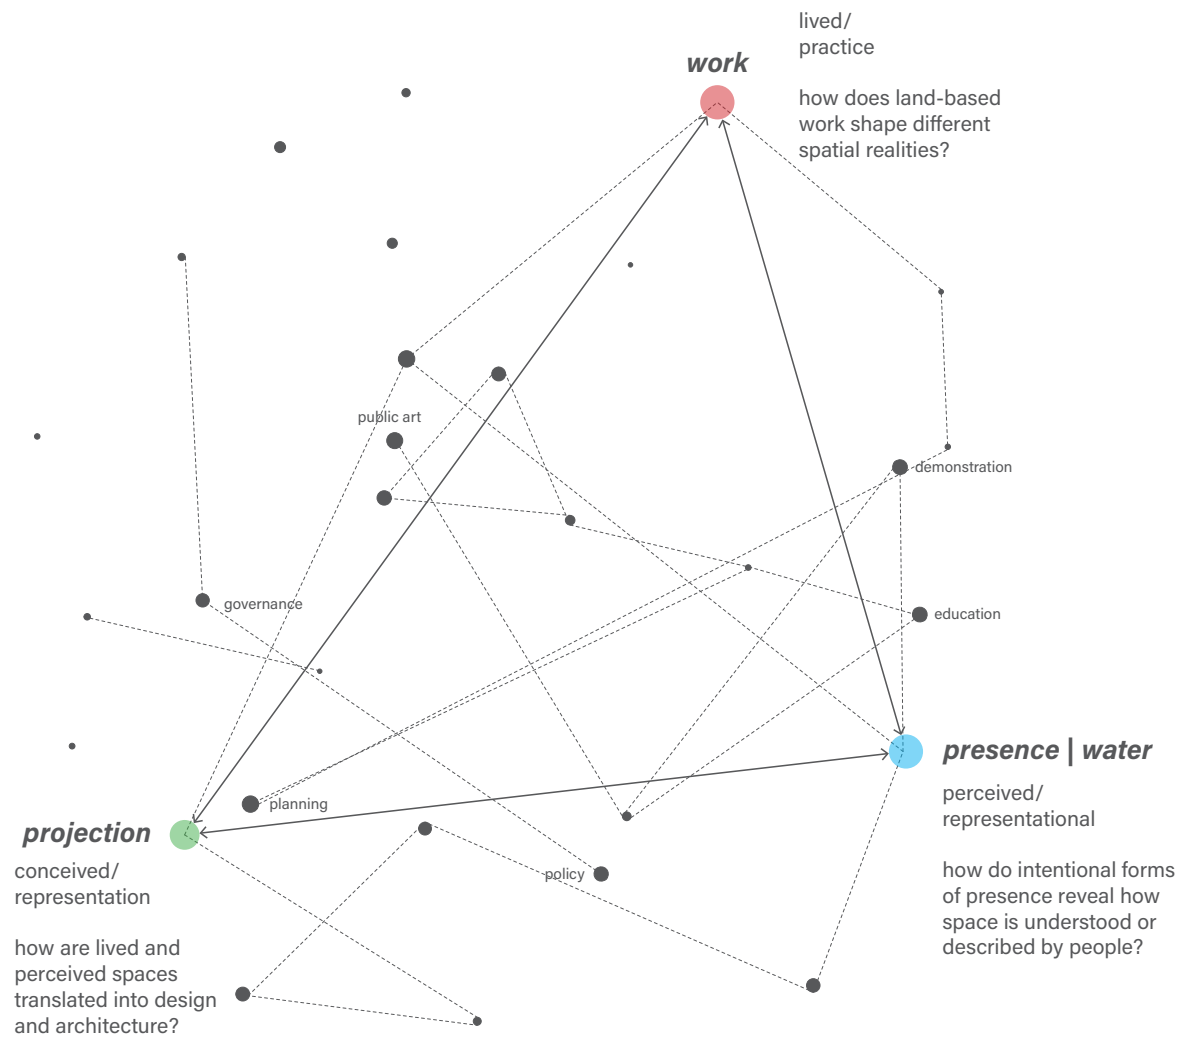 lived/
practice
work
how does land-based
work shape different
spatial realities?
public art
demonstration
governance
education
presence | water
perceived/
representational
how do intentional forms
of presence reveal how
space is understood or
described by people?
planning
projection
conceived/
representation
how are lived and
perceived spaces
translated into design
and architecture?
policy